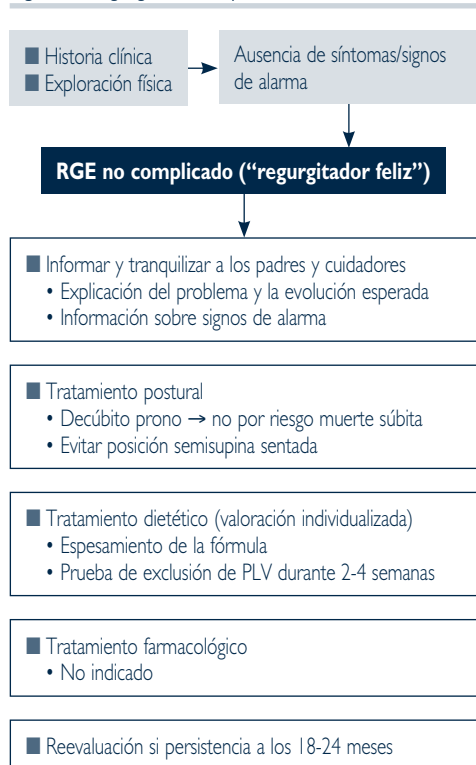 ■ Historia clínica
■ Exploración física
Ausencia de síntomas/signos
de alarma
RGE no complicado (“regurgitador feliz”)
■ Informar y tranquilizar a los padres y cuidadores
• Explicación del problema y la evolución esperada
• Información sobre signos de alarma
■ Tratamiento postural
• Decúbito prono → no por riesgo muerte súbita
• Evitar posición semisupina sentada
■ Tratamiento dietético (valoración individualizada)
• Espesamiento de la fórmula
• Prueba de exclusión de PLV durante 2-4 semanas
■ Tratamiento farmacológico
• No indicado
■ Reevaluación si persistencia a los 18-24 meses